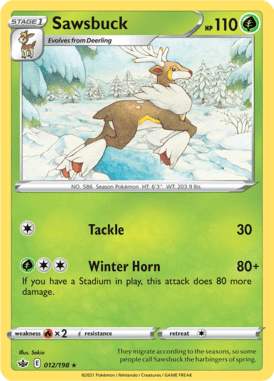 STAGE 1
Sawsbuck
HP 110
Evolves from Deerling
NO. 586. Season Pokémon HT: 6'3" WT: 203.9 lbs.
Tackle 30
Winter Horn 80+
If you have a Stadium in play, this attack does 80 more
damage.
weakness ×2 resistance retreat
Illus. Sekio
E 012/198 ★
They migrate according to the seasons, so some
people call Sawsbuck the harbingers of spring.
©2021 Pokémon / Nintendo / Creatures / GAME FREAK